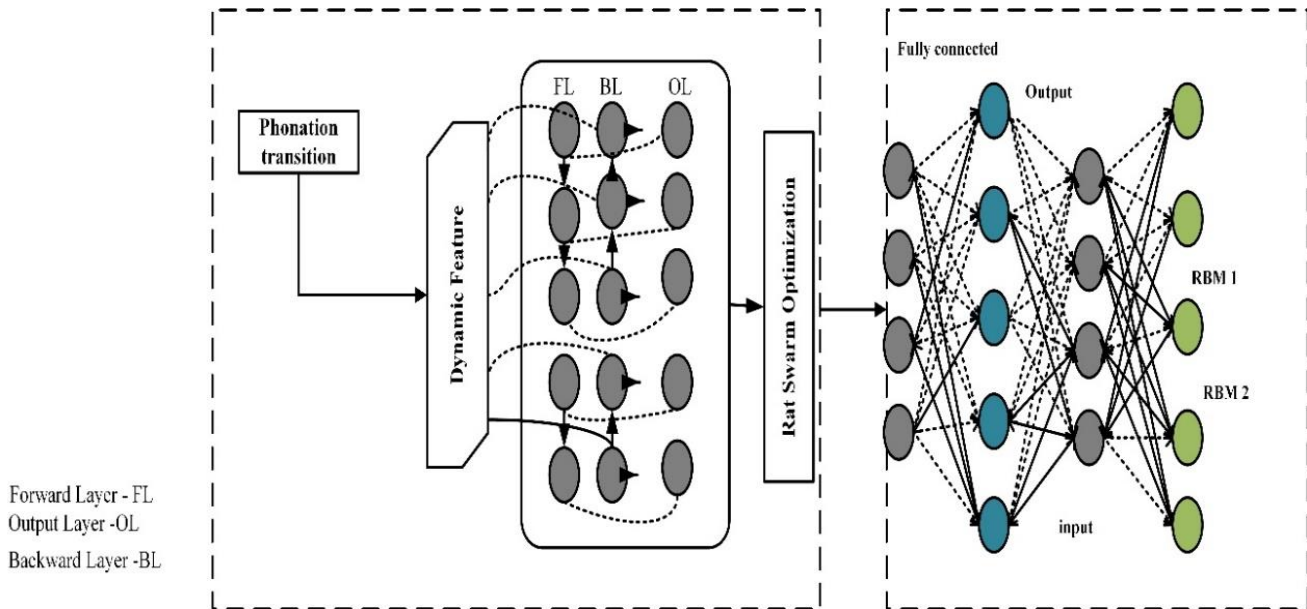 Phonation
transition
Dynamic Feature
FL BL OL
Rat Swarm Optimization
Fully connected
Output
RBM 1
RBM 2
input
Forward Layer - FL
Output Layer -OL
Backward Layer -BL